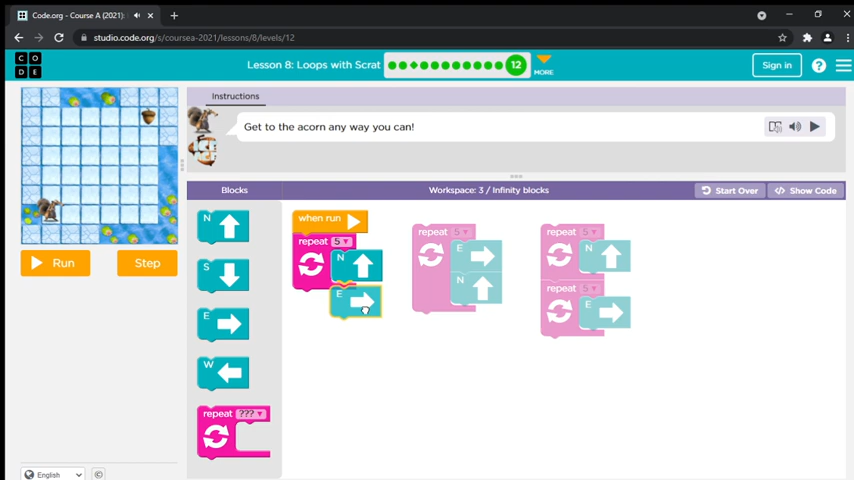 Code.org - Course A (2021):
studio.code.org/s/coursea-2021/lessons/8/levels/12
C O
D E
Lesson 8: Loops with Scrat
12
MORE
Sign in
?
Instructions
Get to the acorn any way you can!
Blocks
Workspace: 3 / Infinity blocks
Start Over
</> Show Code
N
S
E
W
repeat ???
when run
repeat 5
N
E
repeat 5
E
N
repeat 5
N
repeat 5
E
Run
Step
English
©